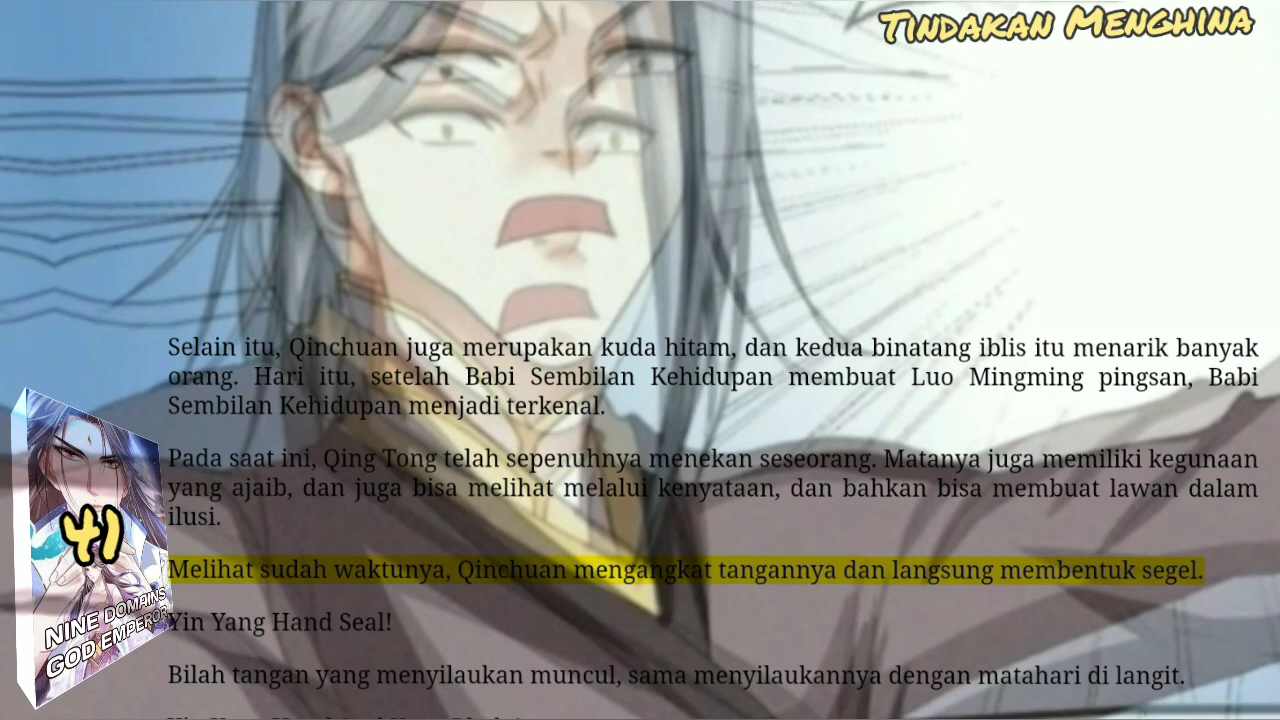 TINDAKAN MENGHINA
Selain itu, Qinchuan juga merupakan kuda hitam, dan kedua binatang iblis itu menarik banyak
orang. Hari itu, setelah Babi Sembilan Kehidupan membuat Luo Mingming pingsan, Babi
Sembilan Kehidupan menjadi terkenal.
Pada saat ini, Qing Tong telah sepenuhnya menekan seseorang. Matanya juga memiliki kegunaan
yang ajaib, dan juga bisa melihat melalui kenyataan, dan bahkan bisa membuat lawan dalam
ilusi.
Melihat sudah waktunya, Qinchuan mengangkat tangannya dan langsung membentuk segel.
Yin Yang Hand Seal!
Bilah tangan yang menyilaukan muncul, sama menyilaukannya dengan matahari di langit.
41
NINE DOMAINS
GOD EMPEROR